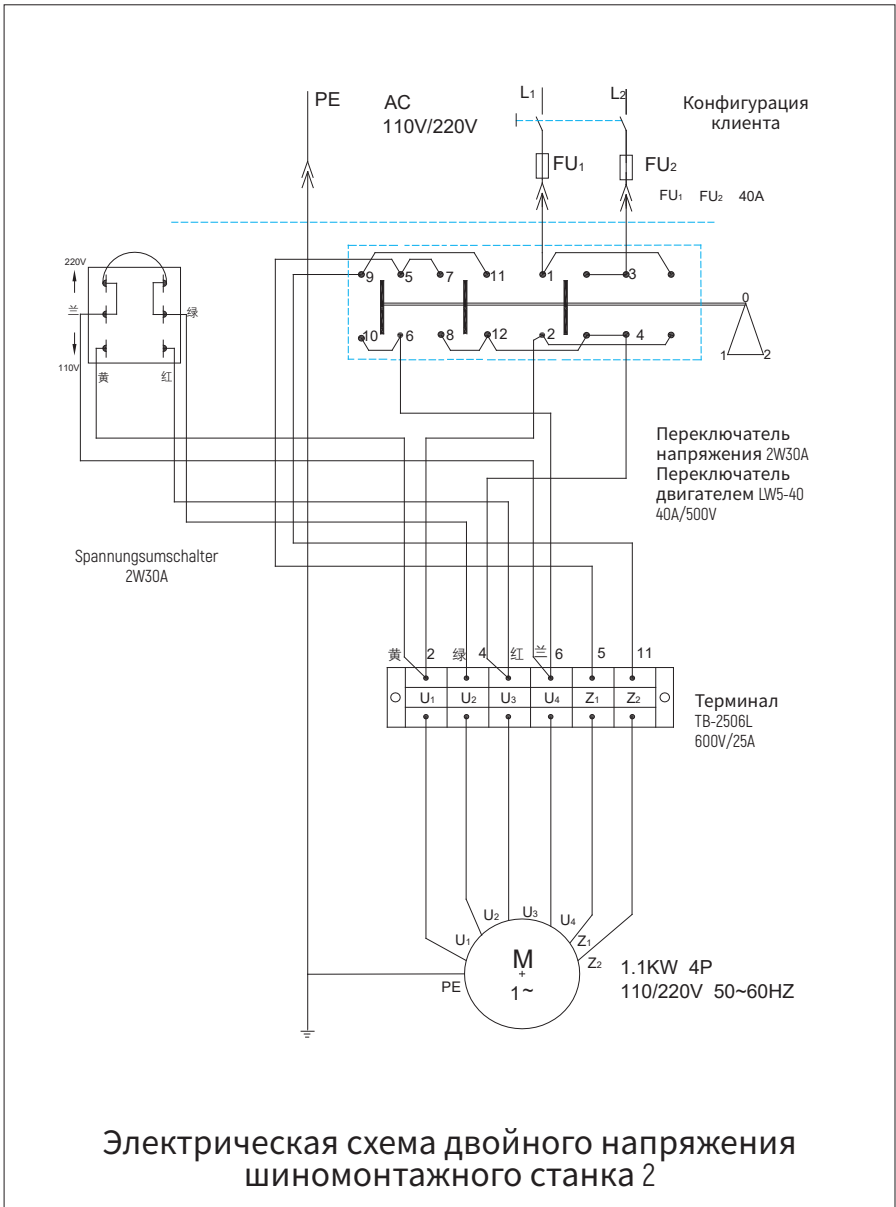 PE
AC
110V/220V
L1
L2
Конфигурация
клиента
FU1
FU2
FU1 FU2 40A
220V
兰
绿
110V
黄
红
9 5 7 11 1 3
10 6 8 12 2 4
0
1 2
Переключатель
напряжения 2W30A
Переключатель
двигателем LW5-40
40A/500V
Spannungsumschalter
2W30A
黄 2 绿 4 红 兰 6 5 11
U1 U2 U3 U4 Z1 Z2
Терминал
TB-2506L
600V/25A
U1 U2 U3 U4 Z1 Z2
M
1~
PE
1.1KW 4P
110/220V 50~60HZ
Электрическая схема двойного напряжения
шиномонтажного станка 2